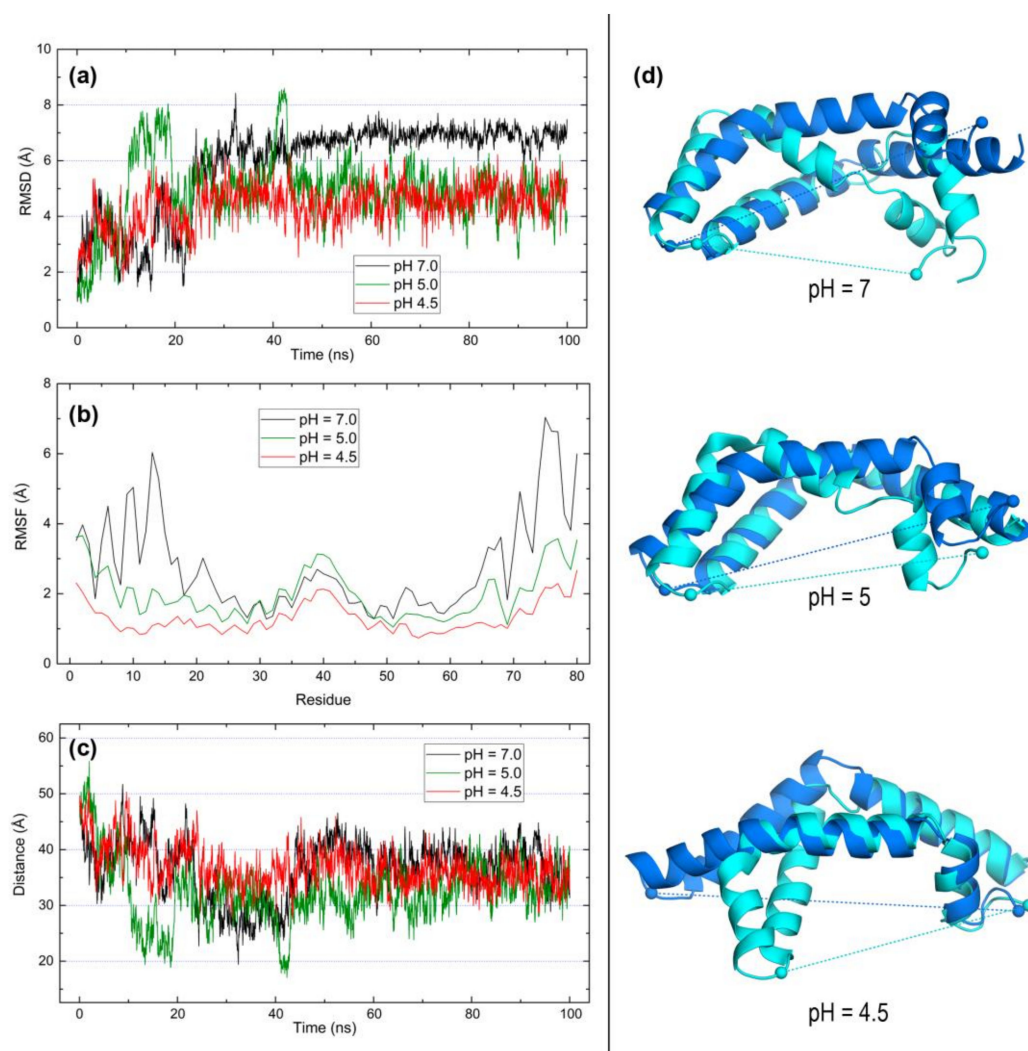 (a)
10
8
6
4
2
0
RMSD (Å)
pH 7.0
pH 5.0
pH 4.5
0 20 40 60 80 100
Time (ns)
(b)
8
6
4
2
0
RMSF (Å)
pH = 7.0
pH = 5.0
pH = 4.5
0 10 20 30 40 50 60 70 80
Residue
(c)
60
50
40
30
20
Distance (Å)
pH = 7.0
pH = 5.0
pH = 4.5
0 20 40 60 80 100
Time (ns)
(d)
pH = 7
pH = 5
pH = 4.5